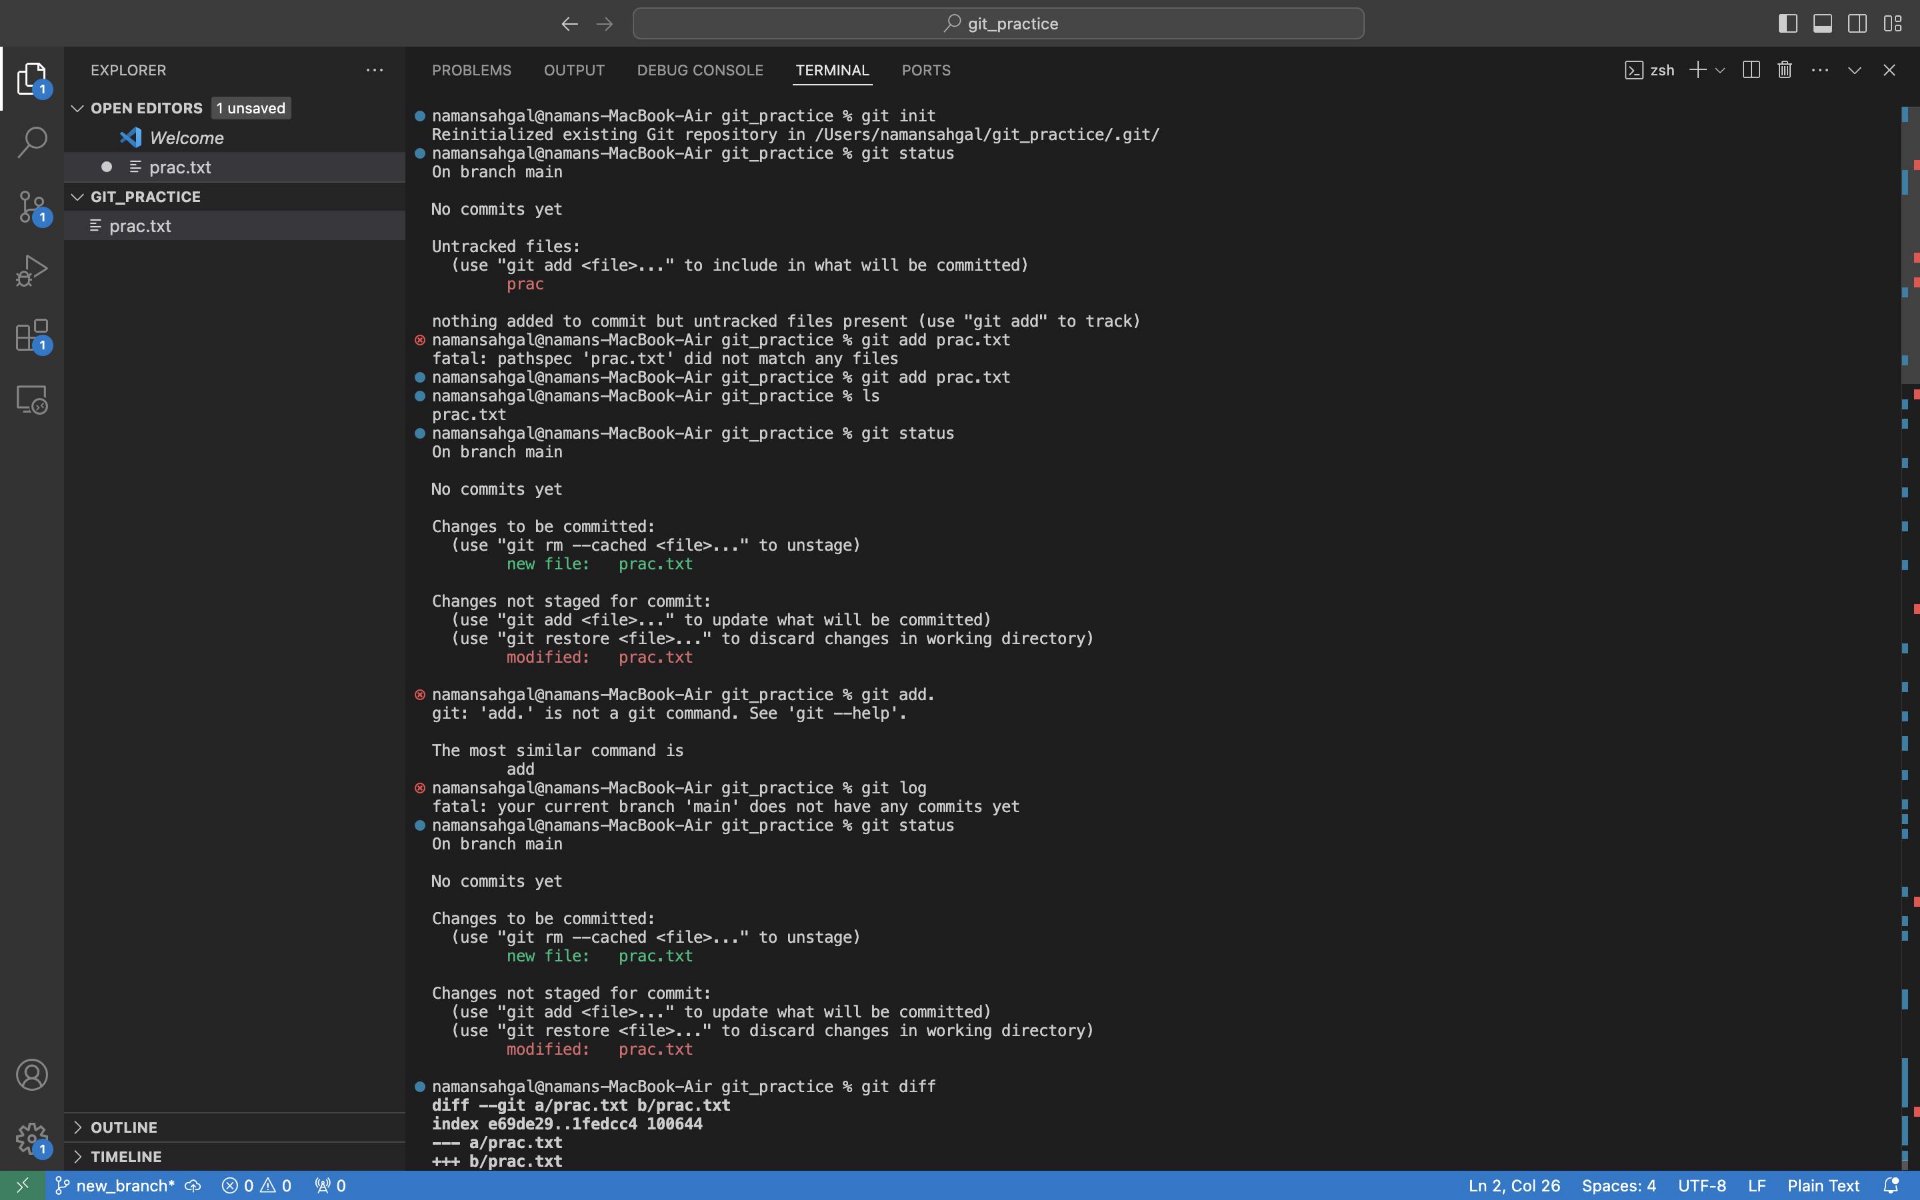 git_practice
EXPLORER
PROBLEMS OUTPUT DEBUG CONSOLE TERMINAL PORTS
zsh
1
OPEN EDITORS 1 unsaved
Welcome
prac.txt
GIT_PRACTICE
prac.txt
1
1
namansahgal@namans-MacBook-Air git_practice % git init
Reinitialized existing Git repository in /Users/namansahgal/git_practice/.git/
namansahgal@namans-MacBook-Air git_practice % git status
On branch main
No commits yet
Untracked files:
(use "git add <file>..." to include in what will be committed)
prac
nothing added to commit but untracked files present (use "git add" to track)
namansahgal@namans-MacBook-Air git_practice % git add prac.txt
fatal: pathspec 'prac.txt' did not match any files
namansahgal@namans-MacBook-Air git_practice % git add prac.txt
namansahgal@namans-MacBook-Air git_practice % ls
prac.txt
namansahgal@namans-MacBook-Air git_practice % git status
On branch main
No commits yet
Changes to be committed:
(use "git rm --cached <file>..." to unstage)
new file:   prac.txt
Changes not staged for commit:
(use "git add <file>..." to update what will be committed)
(use "git restore <file>..." to discard changes in working directory)
modified:   prac.txt
namansahgal@namans-MacBook-Air git_practice % git add.
git: 'add.' is not a git command. See 'git --help'.
The most similar command is
add
namansahgal@namans-MacBook-Air git_practice % git log
fatal: your current branch 'main' does not have any commits yet
namansahgal@namans-MacBook-Air git_practice % git status
On branch main
No commits yet
Changes to be committed:
(use "git rm --cached <file>..." to unstage)
new file:   prac.txt
Changes not staged for commit:
(use "git add <file>..." to update what will be committed)
(use "git restore <file>..." to discard changes in working directory)
modified:   prac.txt
namansahgal@namans-MacBook-Air git_practice % git diff
diff --git a/prac.txt b/prac.txt
index e69de29..1fedcc4 100644
--- a/prac.txt
+++ b/prac.txt
OUTLINE
1
TIMELINE
new_branch* 0 0 0 Ln 2, Col 26 Spaces: 4 UTF-8 LF Plain Text